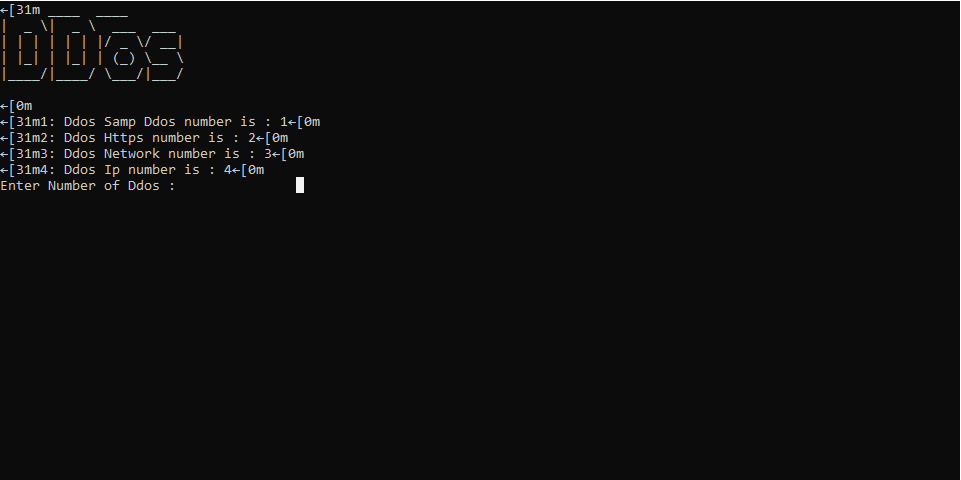 ←[31m ____  ____
|  _ \|  _ \  ___  ___
| | | | | | |/ _ \/ __|
| |_| | |_| | (_) \__ \
|____/|____/ \___/|___/
←[0m
←[31m1: Ddos Samp Ddos number is : 1←[0m
←[31m2: Ddos Https number is : 2←[0m
←[31m3: Ddos Network number is : 3←[0m
←[31m4: Ddos Ip number is : 4←[0m
Enter Number of Ddos :